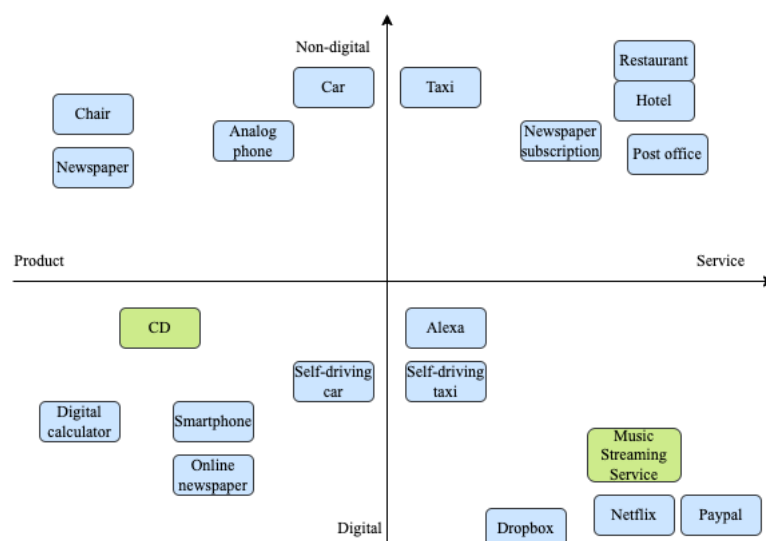 Non-digital
Restaurant
Car
Taxi
Hotel
Chair
Analog
phone
Newspaper
subscription
Post office
Newspaper
Product
Service
CD
Alexa
Self-driving
car
Self-driving
taxi
Digital
calculator
Smartphone
Music
Streaming
Service
Online
newspaper
Netflix
Paypal
Dropbox
Digital